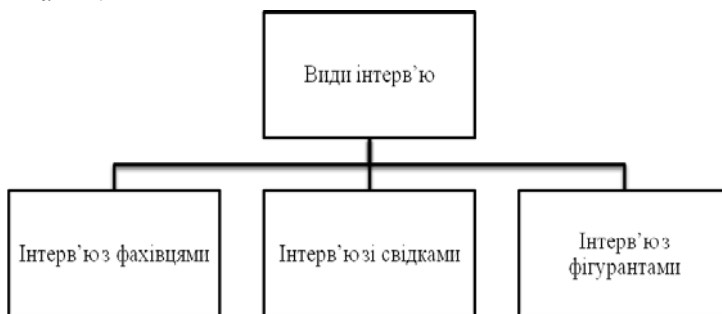 Види інтерв’ю
Інтерв’ю з фахівцями
Інтерв’ю зі свідками
Інтерв’ю з
фігурантами